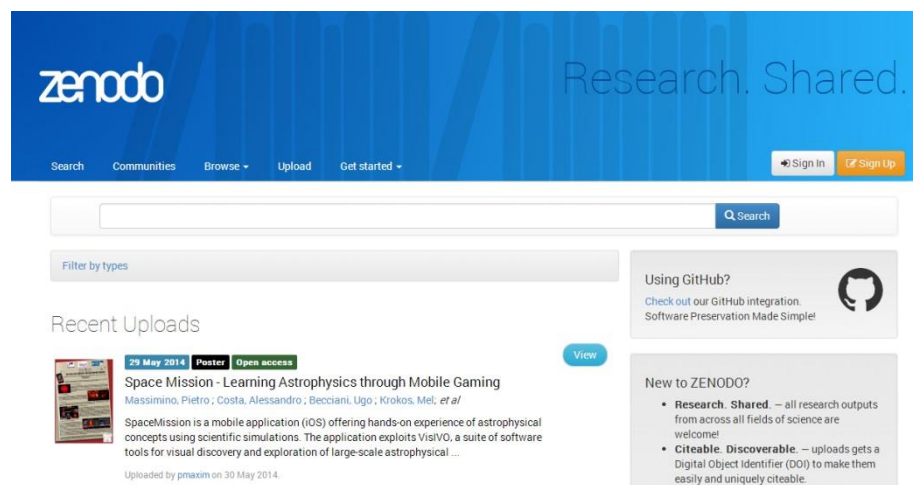 zenodo
Research. Shared.
Search Communities Browse Upload Get started
Sign In Sign Up
Search
Filter by types
Recent Uploads
29 May 2014 Poster Open access
View
Space Mission - Learning Astrophysics through Mobile Gaming
Massimino, Pietro ; Costa, Alessandro ; Becciani, Ugo ; Krokos, Mel; et al
SpaceMission is a mobile application (iOS) offering hands-on experience of astrophysical
concepts using scientific simulations. The application exploits VisIVO, a suite of software
tools for visual discovery and exploration of large-scale astrophysical ...
Uploaded by pmaxim on 30 May 2014.
Using GitHub?
Check out our GitHub integration.
Software Preservation Made Simple!
New to ZENODO?
• Research. Shared. — all research outputs
from across all fields of science are
welcome!
• Citeable. Discoverable. — uploads gets a
Digital Object Identifier (DOI) to make them
easily and uniquely citeable.